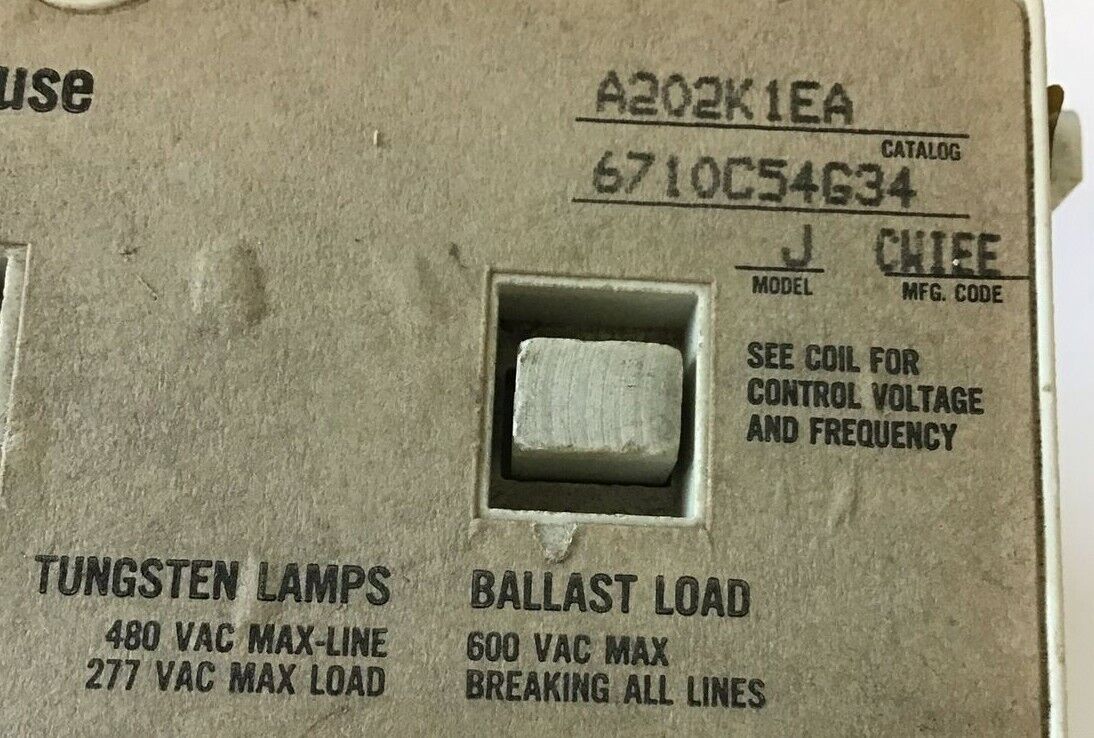 use
A202K1EA
CATALOG
6710C54G34
J CWIEE
MODEL MFG. CODE
SEE COIL FOR
CONTROL VOLTAGE
AND FREQUENCY
TUNGSTEN LAMPS
480 VAC MAX-LINE
277 VAC MAX LOAD
BALLAST LOAD
600 VAC MAX
BREAKING ALL LINES